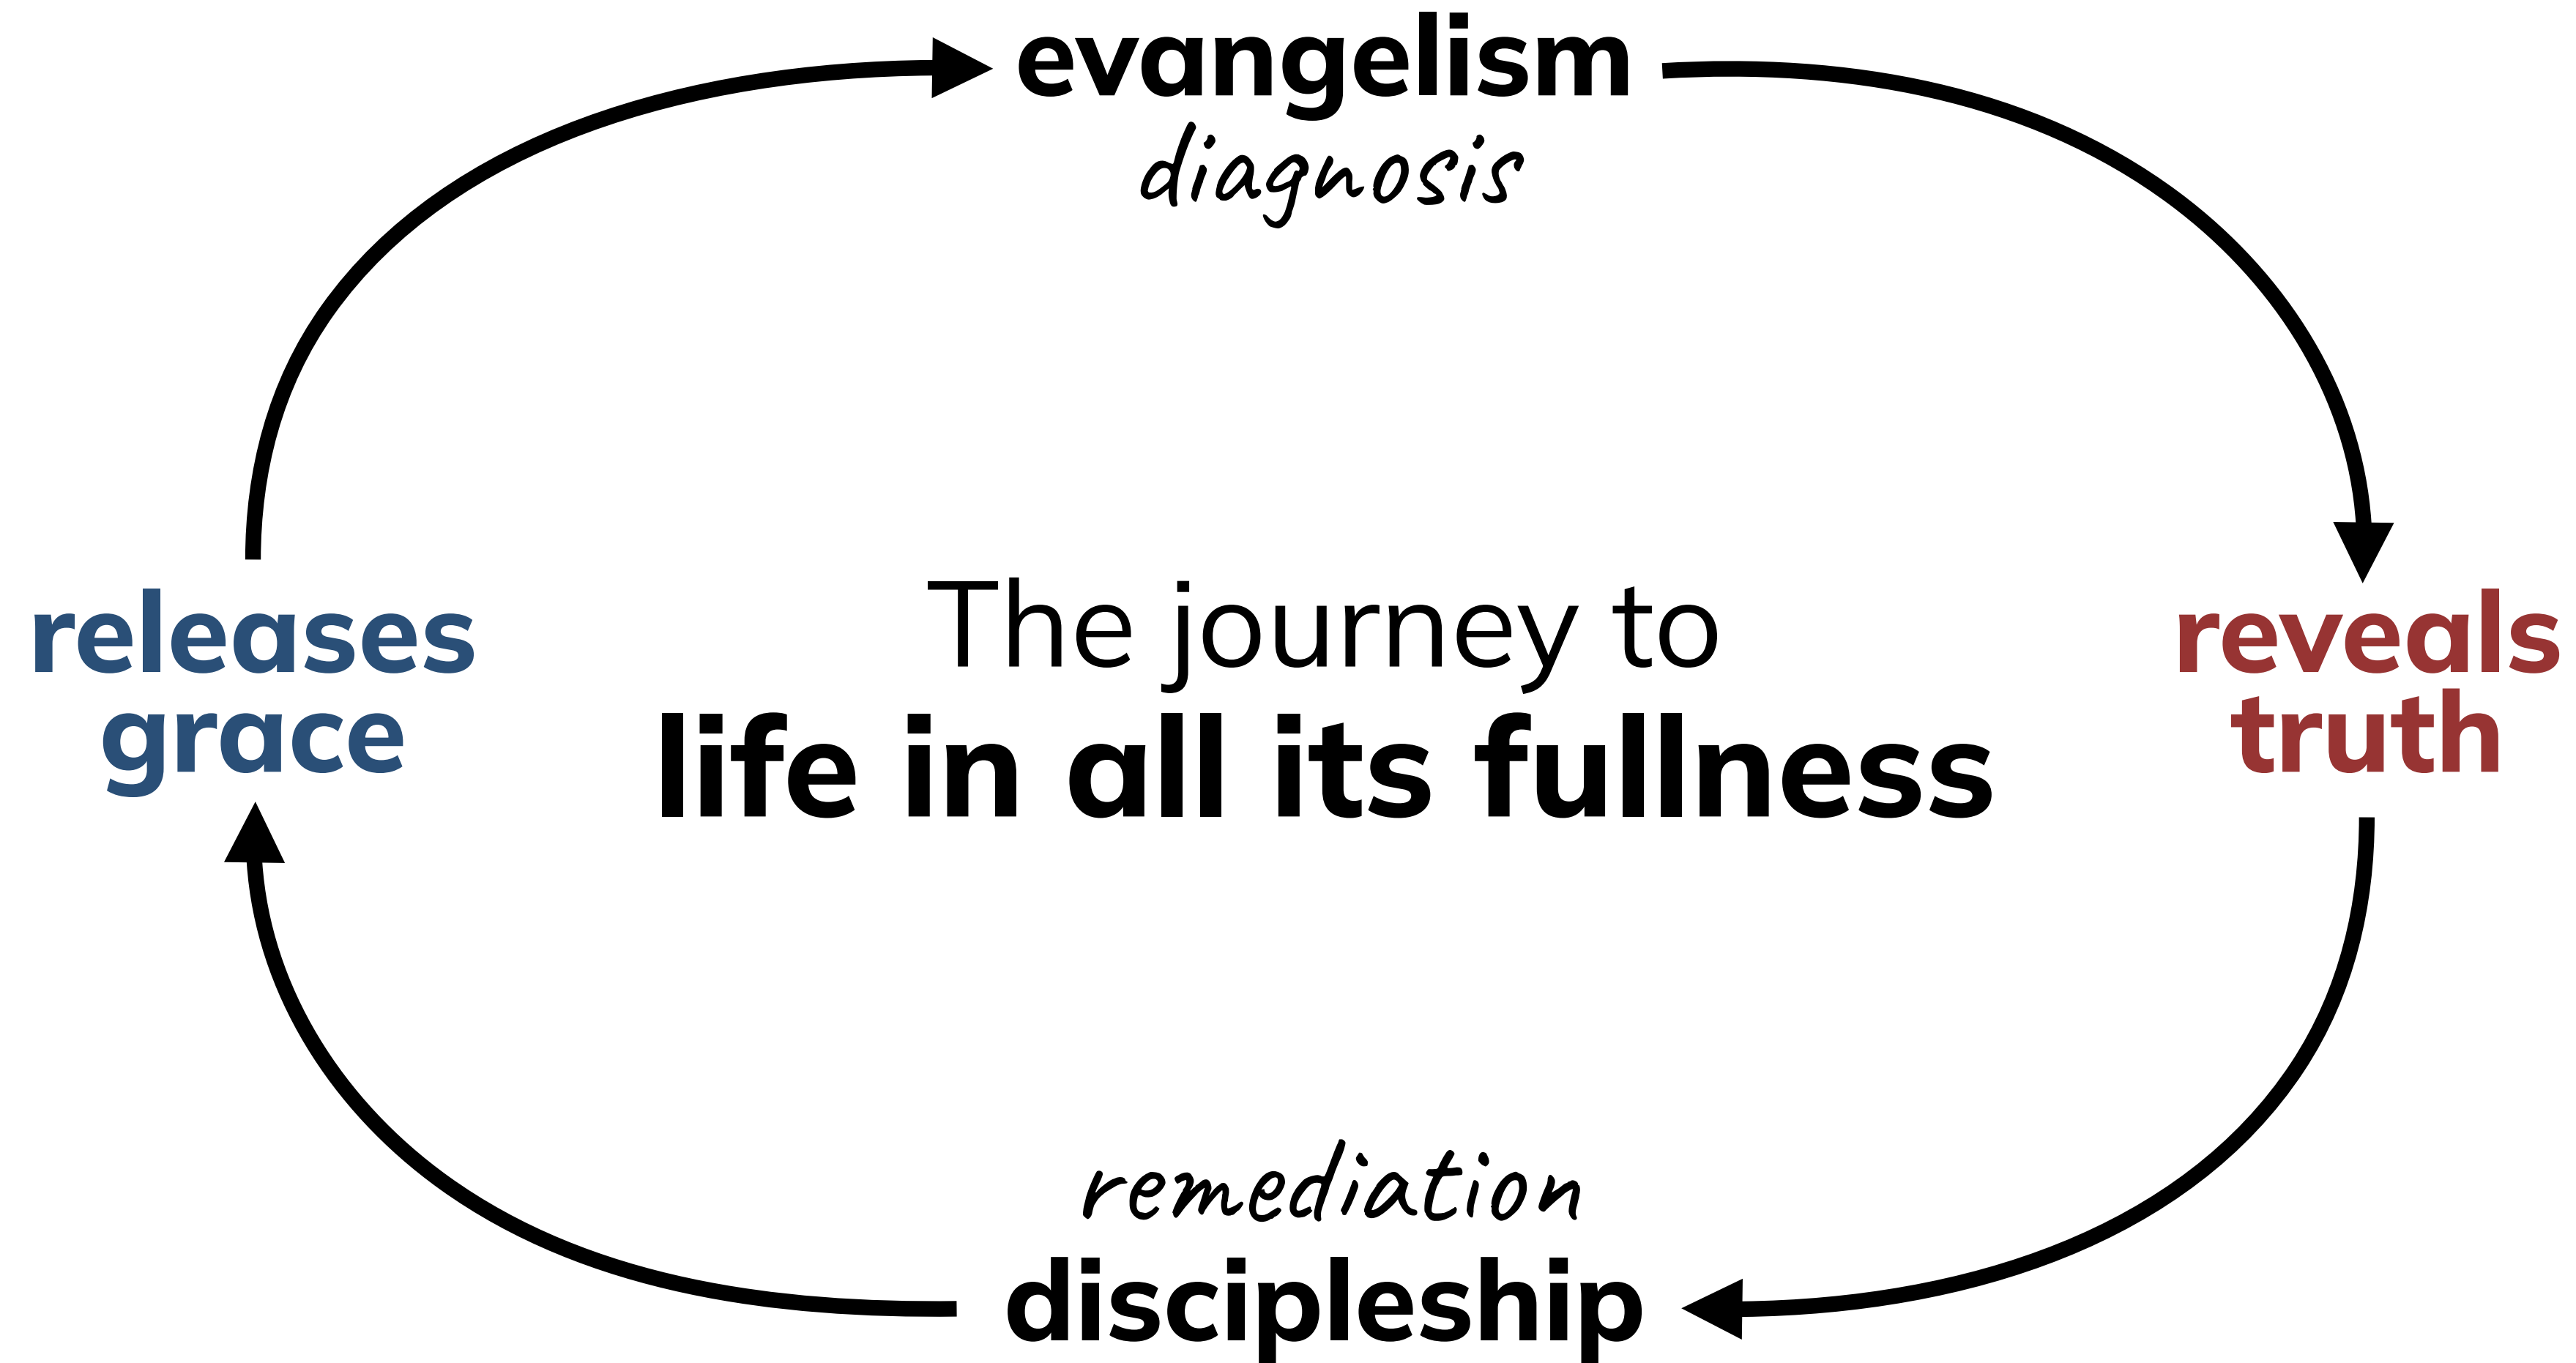 evangelism
diagnosis
releases
grace
The journey to
life in all its fullness
reveals
truth
remediation
discipleship